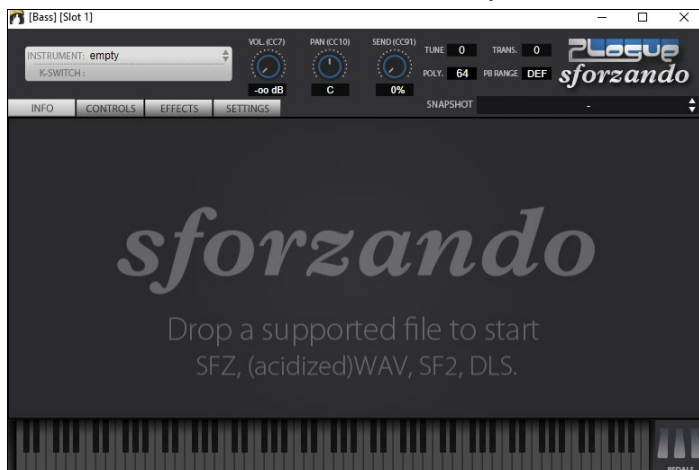 [Bass] [Slot 1]
INSTRUMENT: empty
K-SWITCH :
VOL. (CC7)
-oo dB
PAN (CC10)
C
SEND (CC91)
0%
TUNE 0
TRANS. 0
POLY. 64
PB RANGE DEF
PLogue
sforzando
INFO
CONTROLS
EFFECTS
SETTINGS
SNAPSHOT
-
sforzando
Drop a supported file to start
SFZ, (acidized)WAV, SF2, DLS.
PEDALS